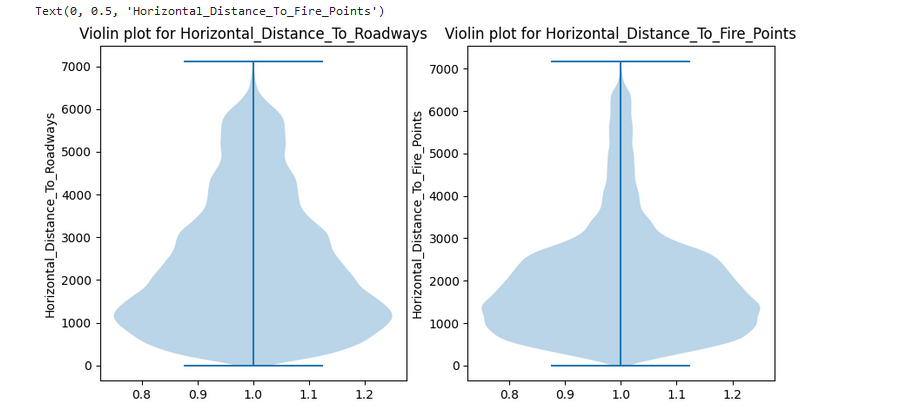 Text(0, 0.5, 'Horizontal_Distance_To_Fire_Points')
Violin plot for Horizontal_Distance_To_Roadways
Horizontal_Distance_To_Roadways
7000
6000
5000
4000
3000
2000
1000
0
0.8 0.9 1.0 1.1 1.2
Violin plot for Horizontal_Distance_To_Fire_Points
Horizontal_Distance_To_Fire_Points
7000
6000
5000
4000
3000
2000
1000
0
0.8 0.9 1.0 1.1 1.2